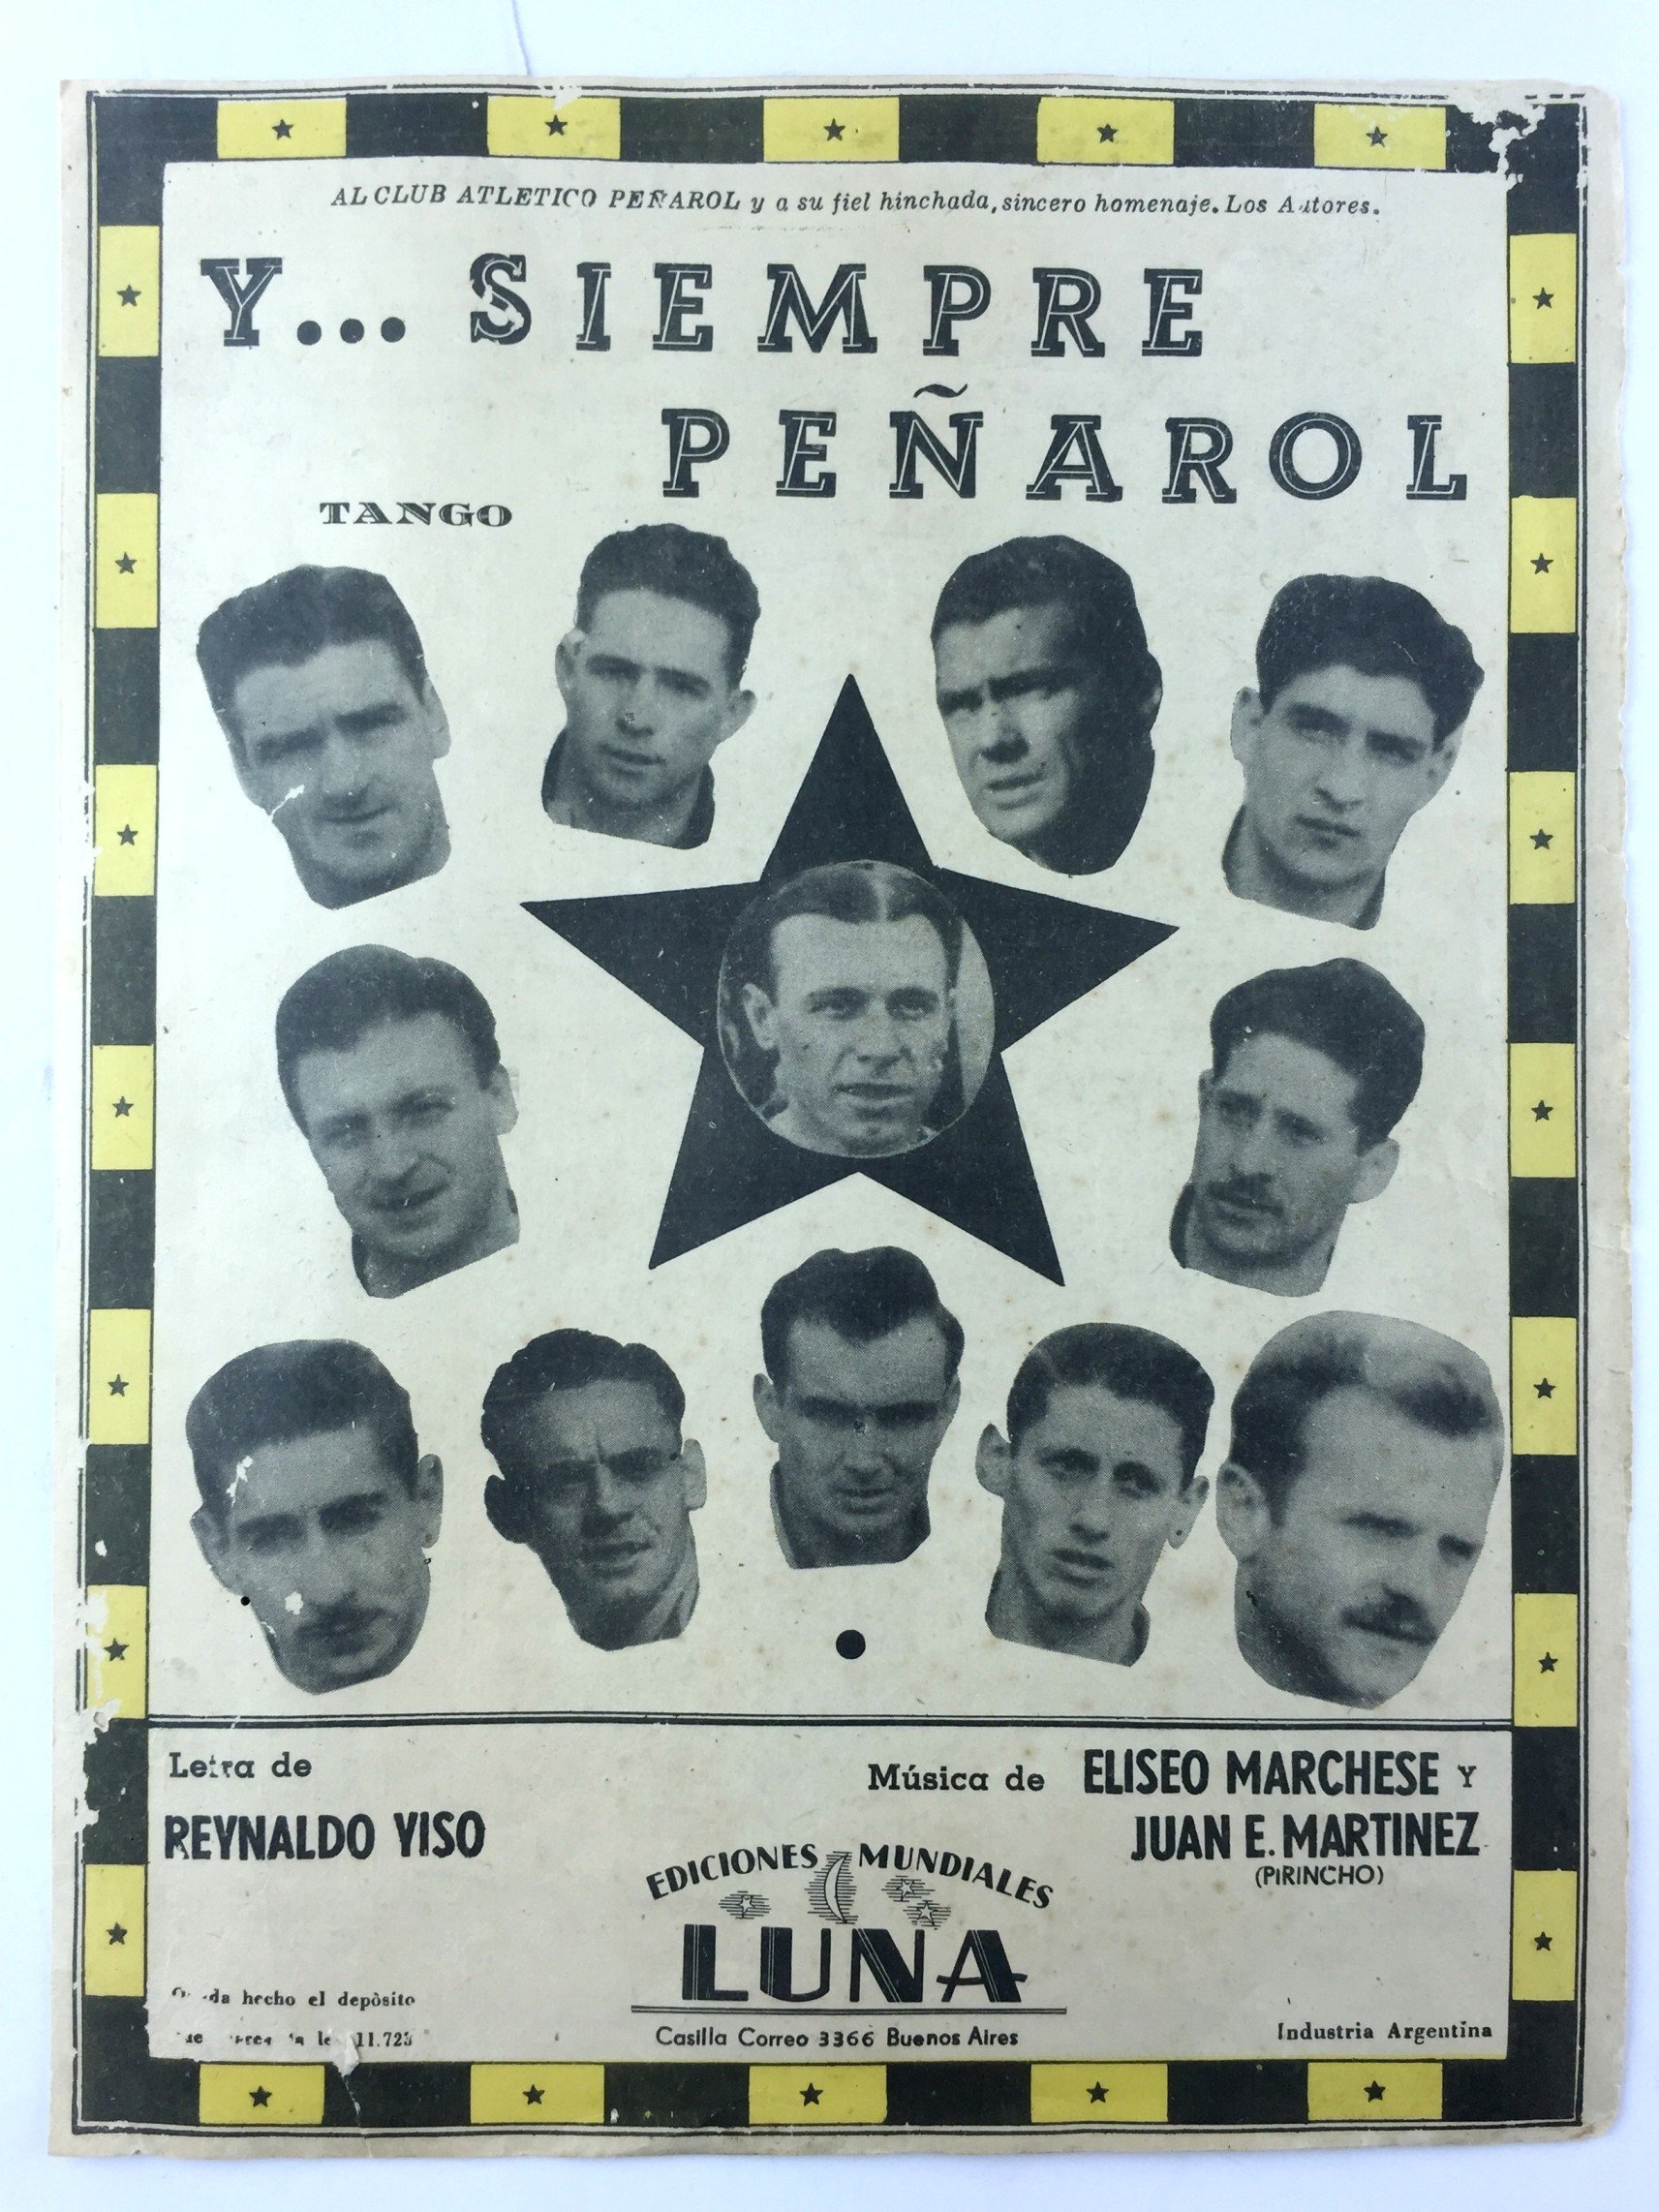 AL CLUB ATLETICO PEÑAROL y a su fiel hinchada, sincero homenaje. Los Autores.
Y... SIEMPRE
PEÑAROL
TANGO
Letra de
REYNALDO YISO
Música de ELISEO MARCHESE Y
JUAN E. MARTINEZ
(PIRINCHO)
EDICIONES MUNDIALES
LUNA
Casilla Correo 3366 Buenos Aires
hecho el depòsito
11.723
Industria Argentina